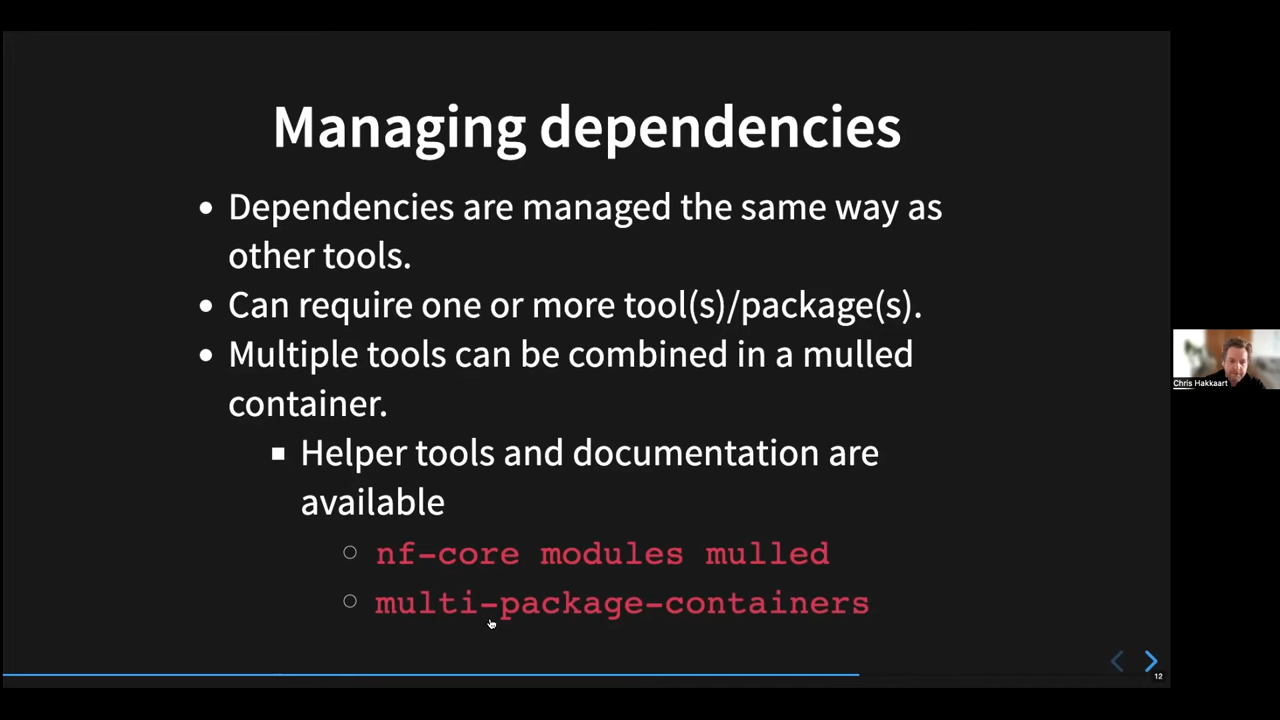 Managing dependencies
Dependencies are managed the same way as
other tools.
Can require one or more tool(s)/package(s).
Multiple tools can be combined in a mulled
container.
Helper tools and documentation are
available
nf-core modules mulled
multi-package-containers
Chris Hakkaart
12